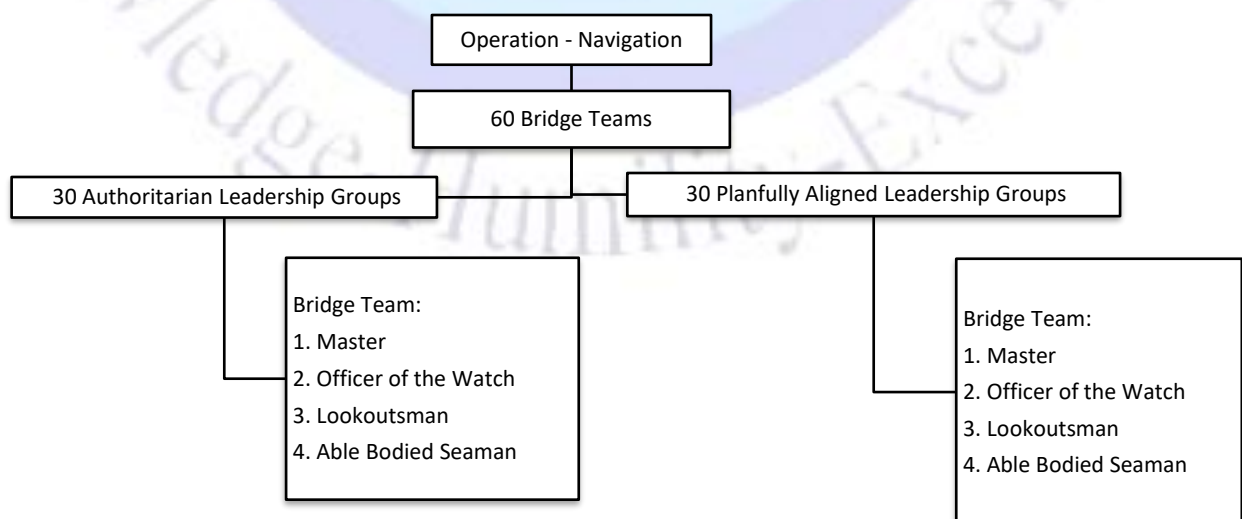 Operation - Navigation
60 Bridge Teams
30 Authoritarian Leadership Groups
30 Planfully Aligned Leadership Groups
Bridge Team:
1. Master
2. Officer of the Watch
3. Lookoutsman
4. Able Bodied Seaman
Bridge Team:
1. Master
2. Officer of the Watch
3. Lookoutsman
4. Able Bodied Seaman